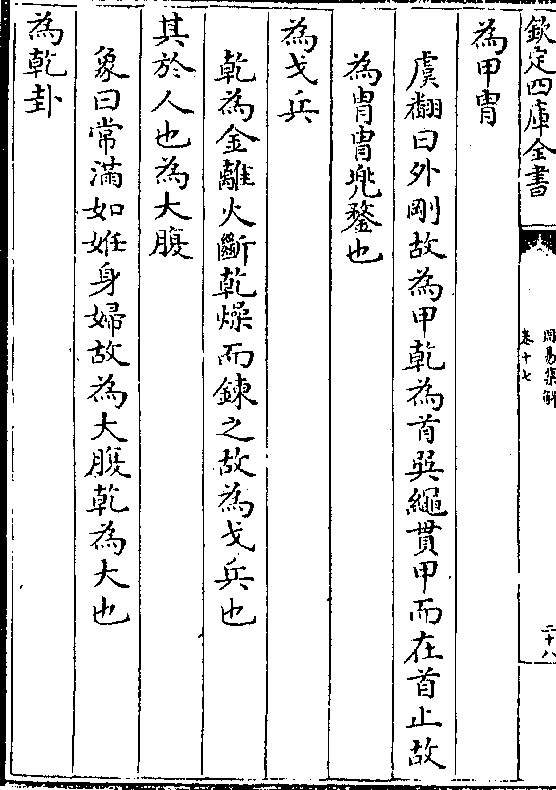 欽定四庫全書
周易集解
卷十七
二十八
為甲胄
虞翻曰外剛故為甲乾為首巽繩貫甲而在首止故
為胄胄兜鍪也
為戈兵
乾為金離火斷乾燥而鍊之故為戈兵也
其於人也為大腹
象曰常滿如姙身婦故為大腹乾為大也
為乾卦